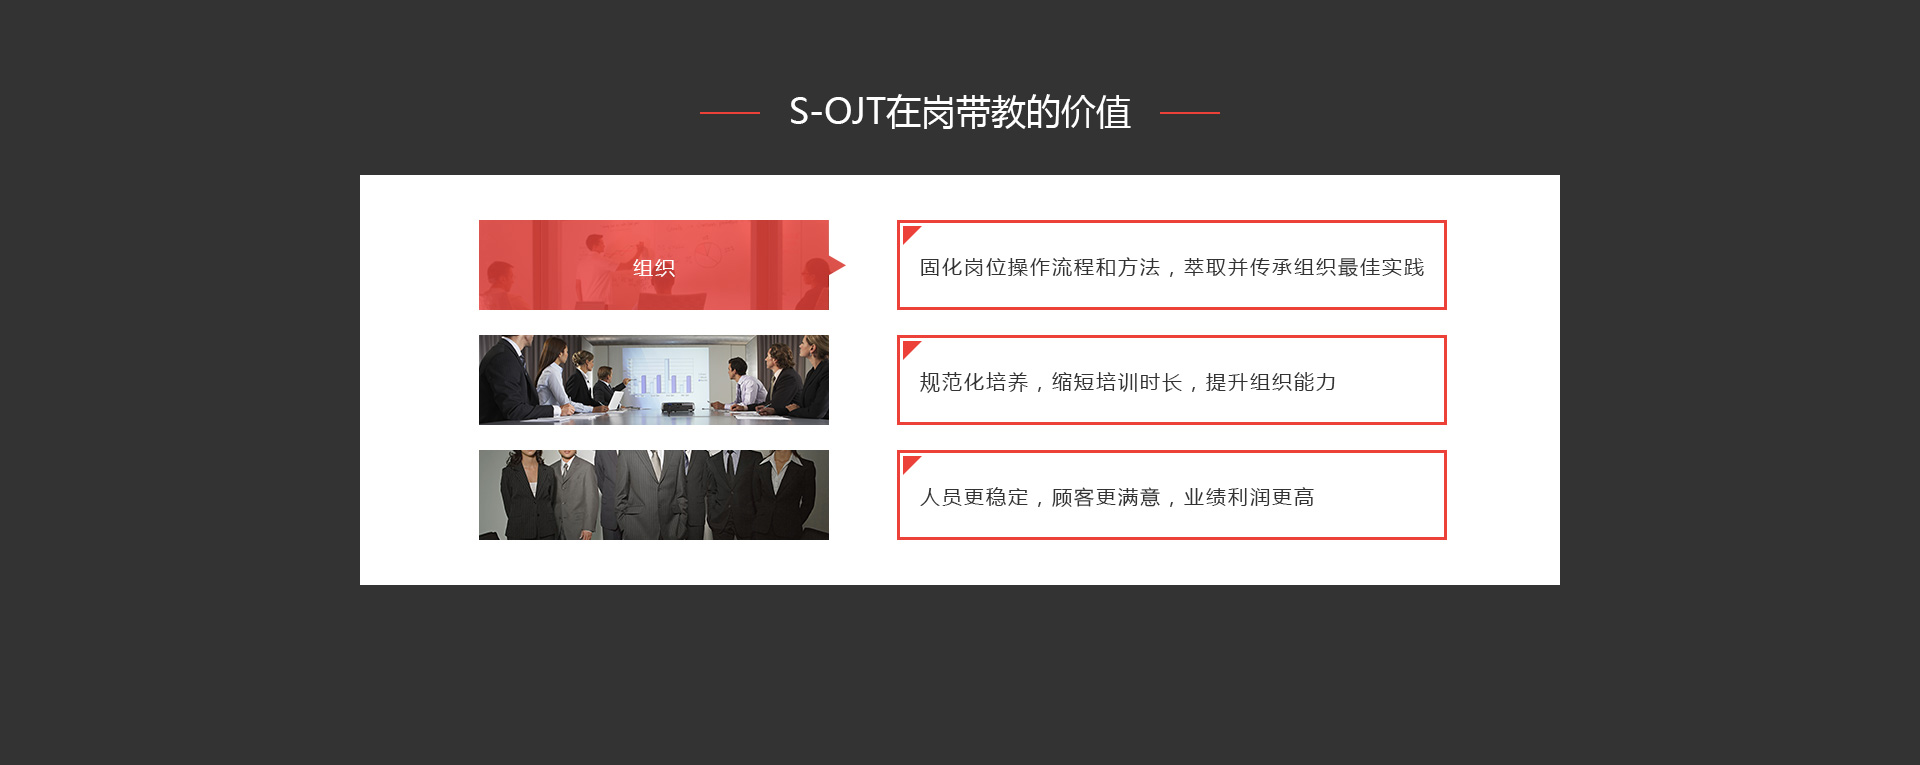 S-OJT在岗带教的价值
组织
固化岗位操作流程和方法，萃取并传承组织最佳实践
规范化培养，缩短培训时长，提升组织能力
人员更稳定，顾客更满意，业绩利润更高